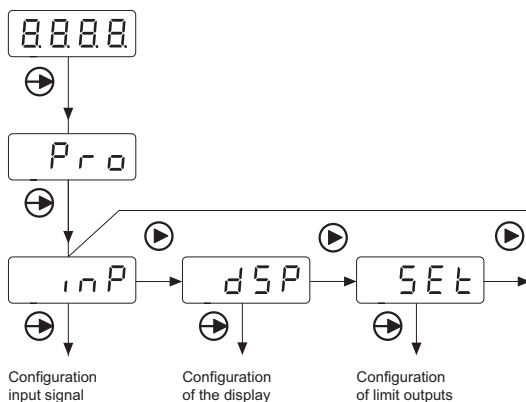 8.8.8.8.
Pro
inP
dSP
SEt
Configuration
input signal
Configuration
of the display
Configuration
of limit outputs